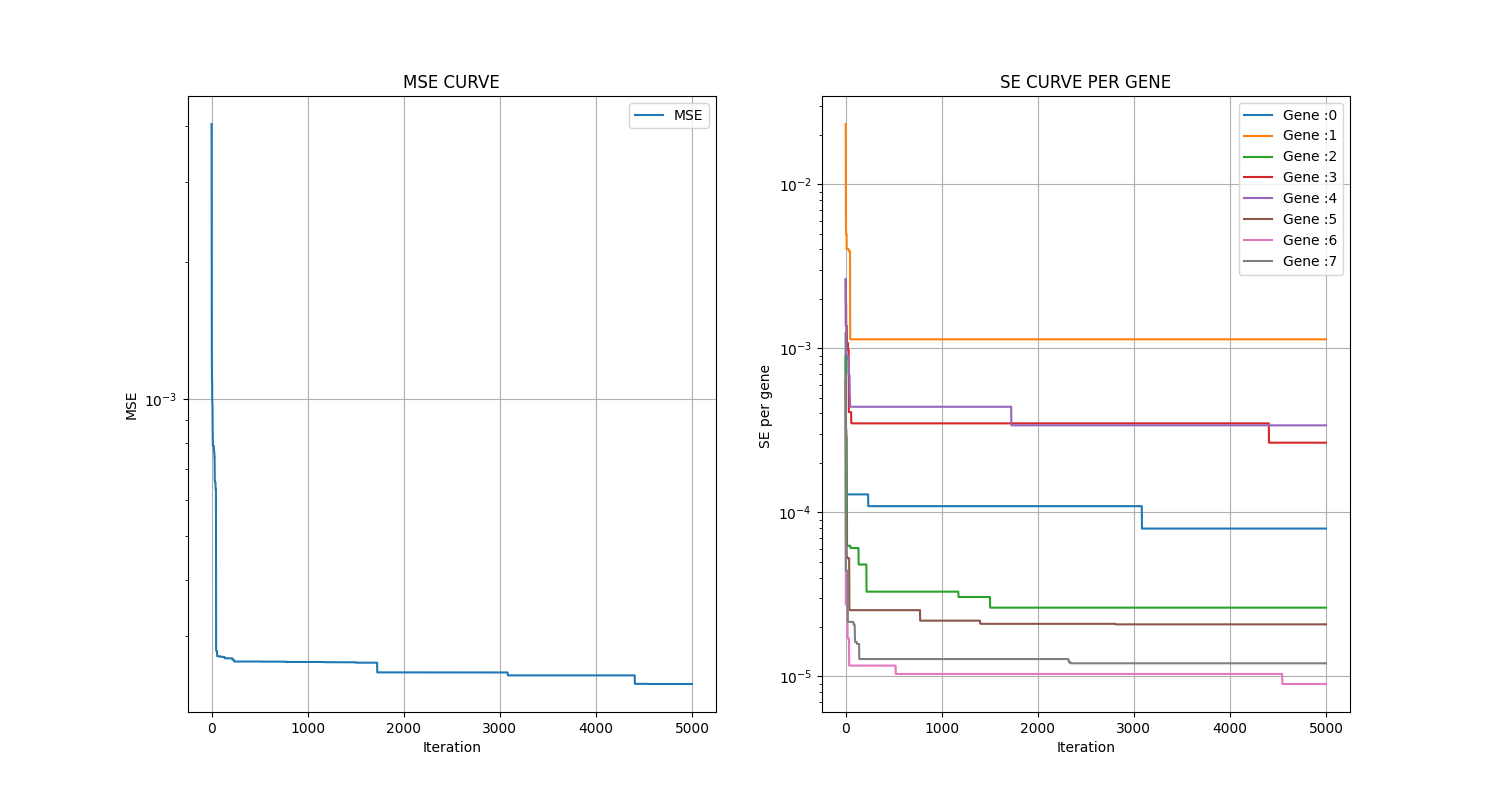 MSE CURVE
MSE
MSE
10⁻³
0 1000 2000 3000 4000 5000
Iteration
SE CURVE PER GENE
Gene :0
Gene :1
Gene :2
Gene :3
Gene :4
Gene :5
Gene :6
Gene :7
SE per gene
10⁻²
10⁻³
10⁻⁴
10⁻⁵
0 1000 2000 3000 4000 5000
Iteration